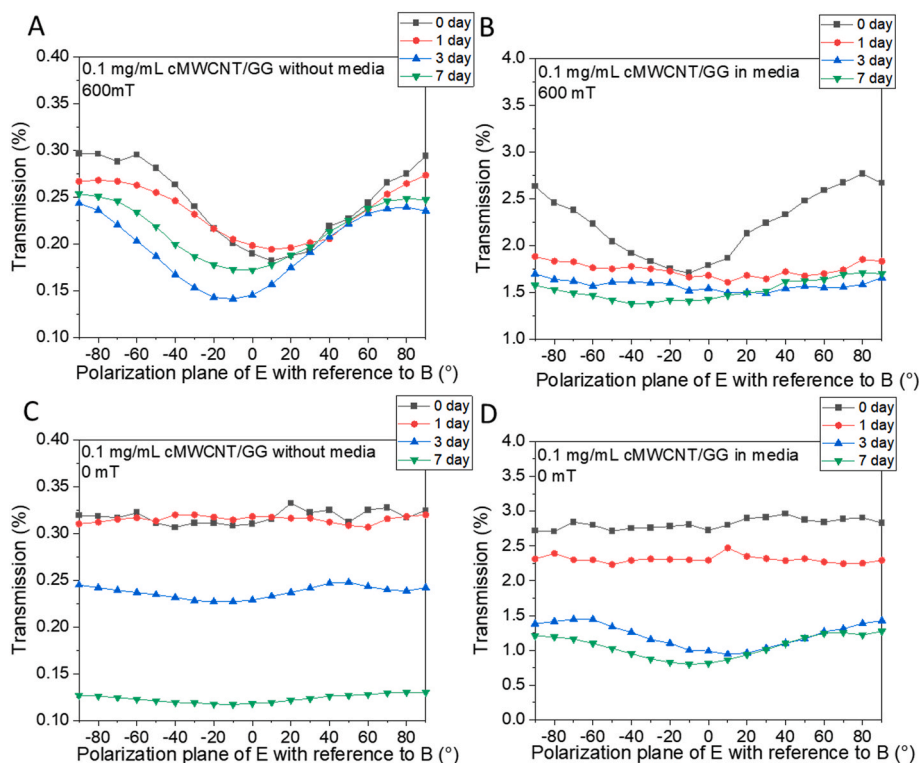 A
0 day
1 day
3 day
7 day
0.1 mg/mL cMWCNT/GG without media
600mT
0.40
0.35
0.30
0.25
0.20
0.15
0.10
Transmission (%)
-80 -60 -40 -20 0 20 40 60 80
Polarization plane of E with reference to B (°)
B
0 day
1 day
3 day
7 day
0.1 mg/mL cMWCNT/GG in media
600 mT
4.0
3.5
3.0
2.5
2.0
1.5
1.0
Transmission (%)
-80 -60 -40 -20 0 20 40 60 80
Polarization plane of E with reference to B (°)
C
0 day
1 day
3 day
7 day
0.1 mg/mL cMWCNT/GG without media
0 mT
0.40
0.35
0.30
0.25
0.20
0.15
0.10
Transmission (%)
-80 -60 -40 -20 0 20 40 60 80
Polarization plane of E with reference to B (°)
D
0 day
1 day
3 day
7 day
0.1 mg/mL cMWCNT/GG in media
0 mT
4.0
3.5
3.0
2.5
2.0
1.5
1.0
0.5
0.0
Transmission (%)
-80 -60 -40 -20 0 20 40 60 80
Polarization plane of E with reference to B (°)